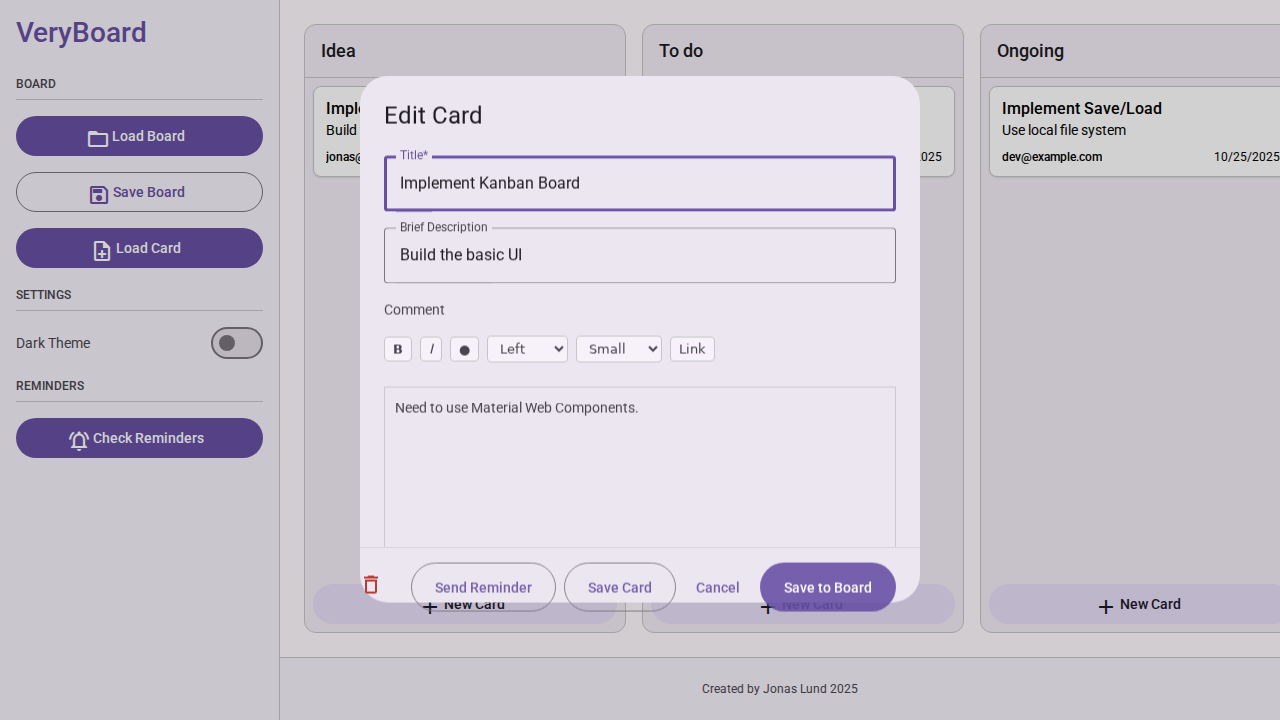 VeryBoard
BOARD
Load Board
Save Board
Load Card
SETTINGS
Dark Theme
REMINDERS
Check Reminders
Idea
To do
Ongoing
Build
Implement Save/Load
Use local file system
dev@example.com
10/25/2025
Edit Card
Title*
Implement Kanban Board
Brief Description
Build the basic UI
Comment
B
I
Left
Small
Link
Need to use Material Web Components.
Send Reminder
Save Card
Cancel
Save to Board
New Card
New Card
New Card
Created by Jonas Lund 2025